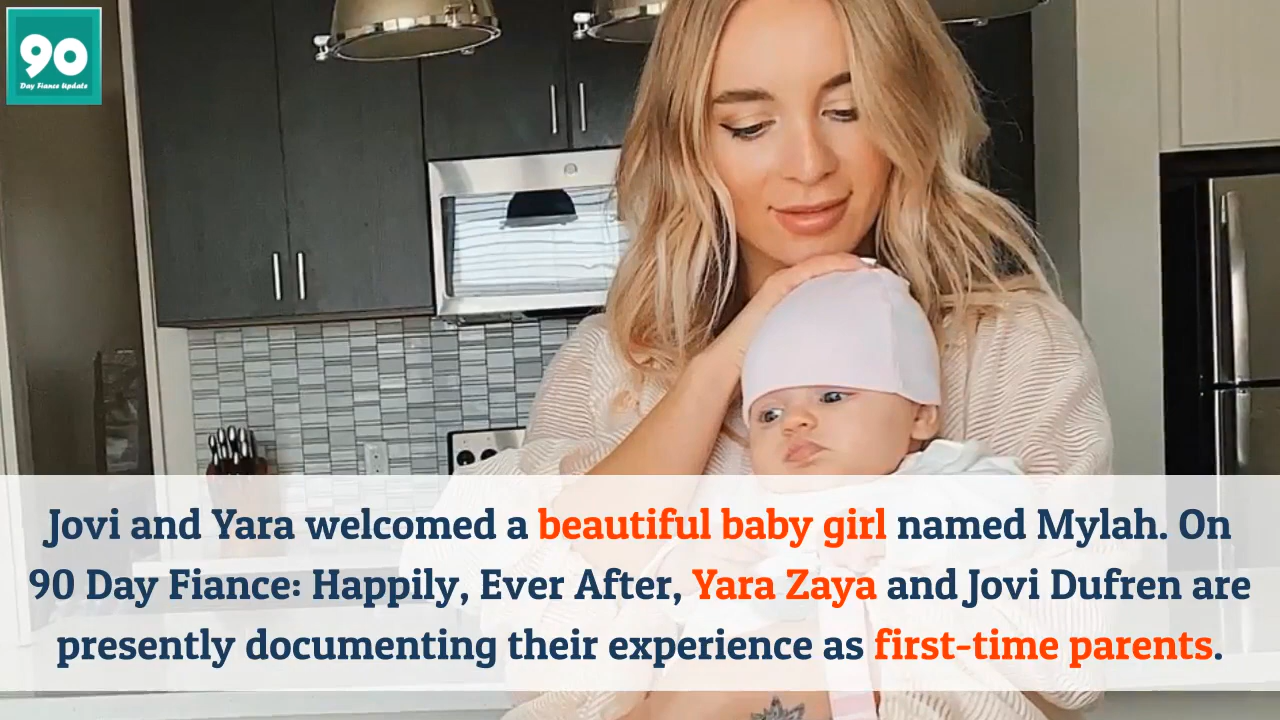 90
Day Fiance Update
Jovi and Yara welcomed a beautiful baby girl named Mylah. On
90 Day Fiance: Happily, Ever After, Yara Zaya and Jovi Dufren are
presently documenting their experience as first-time parents.